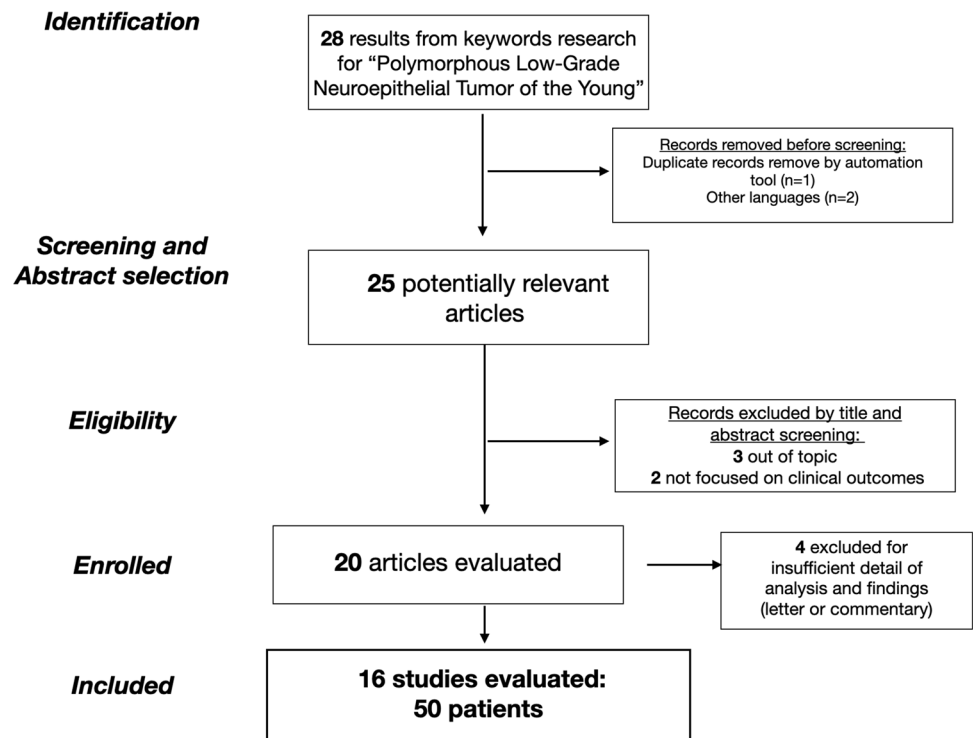 Identification
28 results from keywords research
for “Polymorphous Low-Grade
Neuroepithelial Tumor of the Young”
Records removed before screening:
Duplicate records remove by automation
tool (n=1)
Other languages (n=2)
Screening and
Abstract selection
25 potentially relevant
articles
Eligibility
Records excluded by title and
abstract screening:
3 out of topic
2 not focused on clinical outcomes
Enrolled
20 articles evaluated
4 excluded for
insufficient detail of
analysis and findings
(letter or commentary)
Included
16 studies evaluated:
50 patients